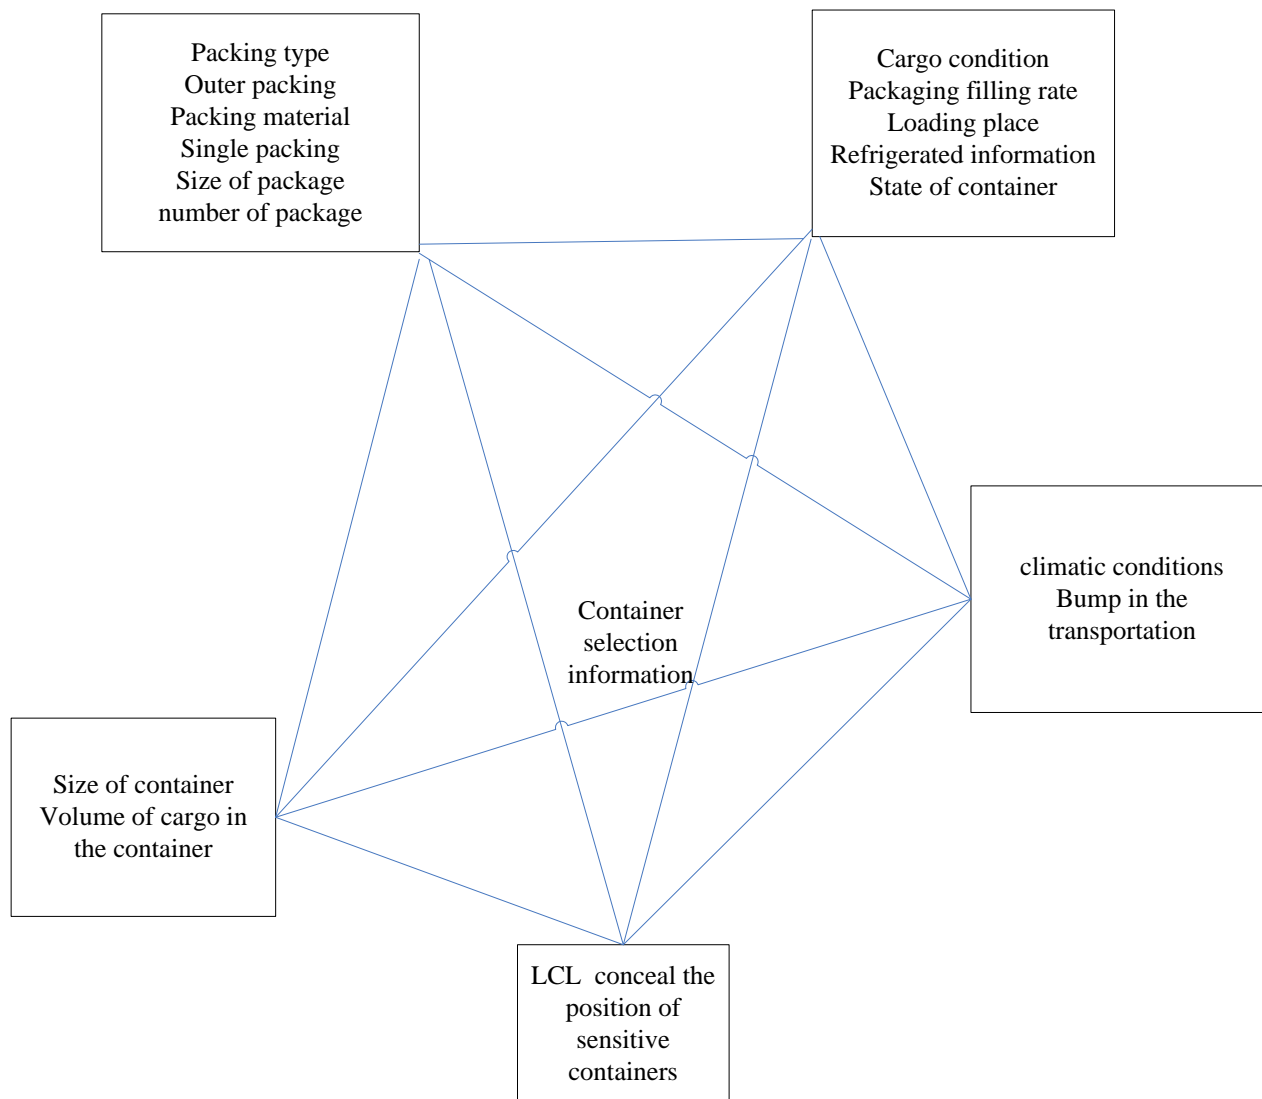 Packing type
Outer packing
Packing material
Single packing
Size of package
number of package
Cargo condition
Packaging filling rate
Loading place
Refrigerated information
State of container
climatic conditions
Bump in the
transportation
Container
selection
information
Size of container
Volume of cargo in
the container
LCL  conceal the
position of
sensitive
containers